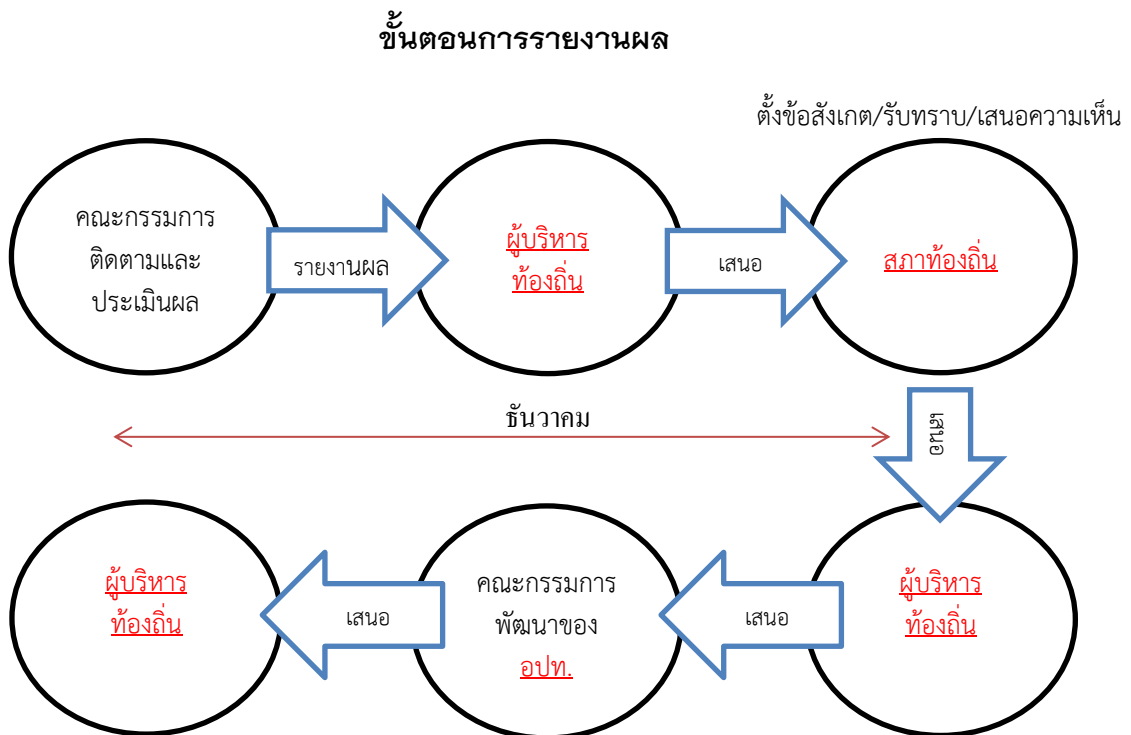 ขั้นตอนการรายงานผล
ตั้งข้อสังเกต/รับทราบ/เสนอความเห็น
คณะกรรมการ
ติดตามและ
ประเมินผล
รายงานผล
ผู้บริหาร
ท้องถิ่น
เสนอ
สภาท้องถิ่น
ธันวาคม
เสนอ
ผู้บริหาร
ท้องถิ่น
เสนอ
คณะกรรมการ
พัฒนาของ
อปท.
เสนอ
ผู้บริหาร
ท้องถิ่น